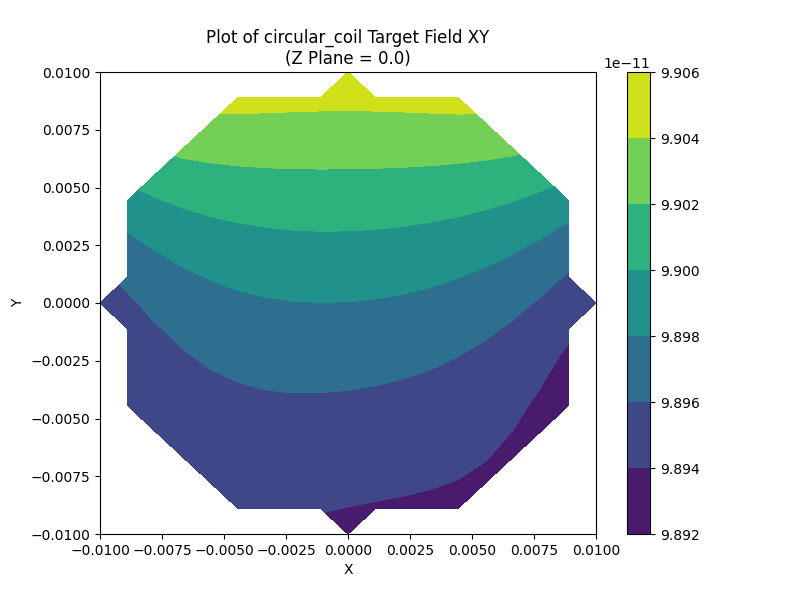 Plot of circular_coil Target Field XY
(Z Plane = 0.0)
1e−11
0.0100
0.0075
0.0050
0.0025
0.0000
−0.0025
−0.0050
−0.0075
−0.0100
Y
−0.0100 −0.0075 −0.0050 −0.0025 0.0000 0.0025 0.0050 0.0075 0.0100
X
9.906
9.904
9.902
9.900
9.898
9.896
9.894
9.892